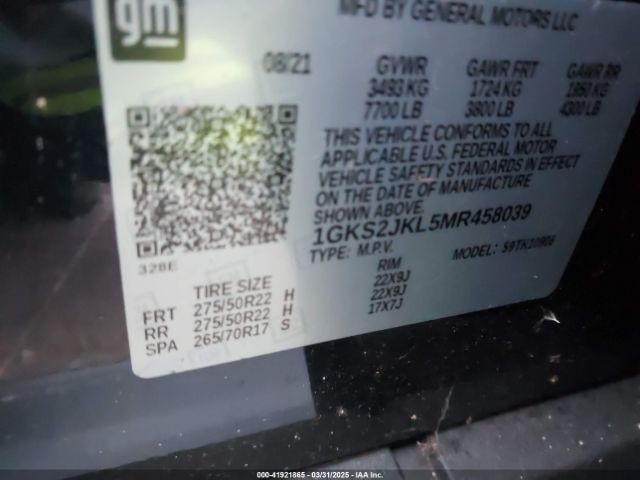 gm
MFD BY GENERAL MOTORS LLC
08/21 GVWR GAWR FRT GAWR RR
3493 KG 1724 KG 1950 KG
7700 LB 3800 LB 4300 LB
THIS VEHICLE CONFORMS TO ALL
APPLICABLE U.S. FEDERAL MOTOR
VEHICLE SAFETY STANDARDS IN EFFECT
ON THE DATE OF MANUFACTURE
SHOWN ABOVE.
1GKS2JKL5MR458039
TYPE: M.P.V. MODEL:
328E
TIRE SIZE RIM
FRT 275/50R22 H 22X9J
RR 275/50R22 H 22X9J
SPA 265/70R17 S 17X7J
000-41921865 - 03/31/2025 - IAAI.com